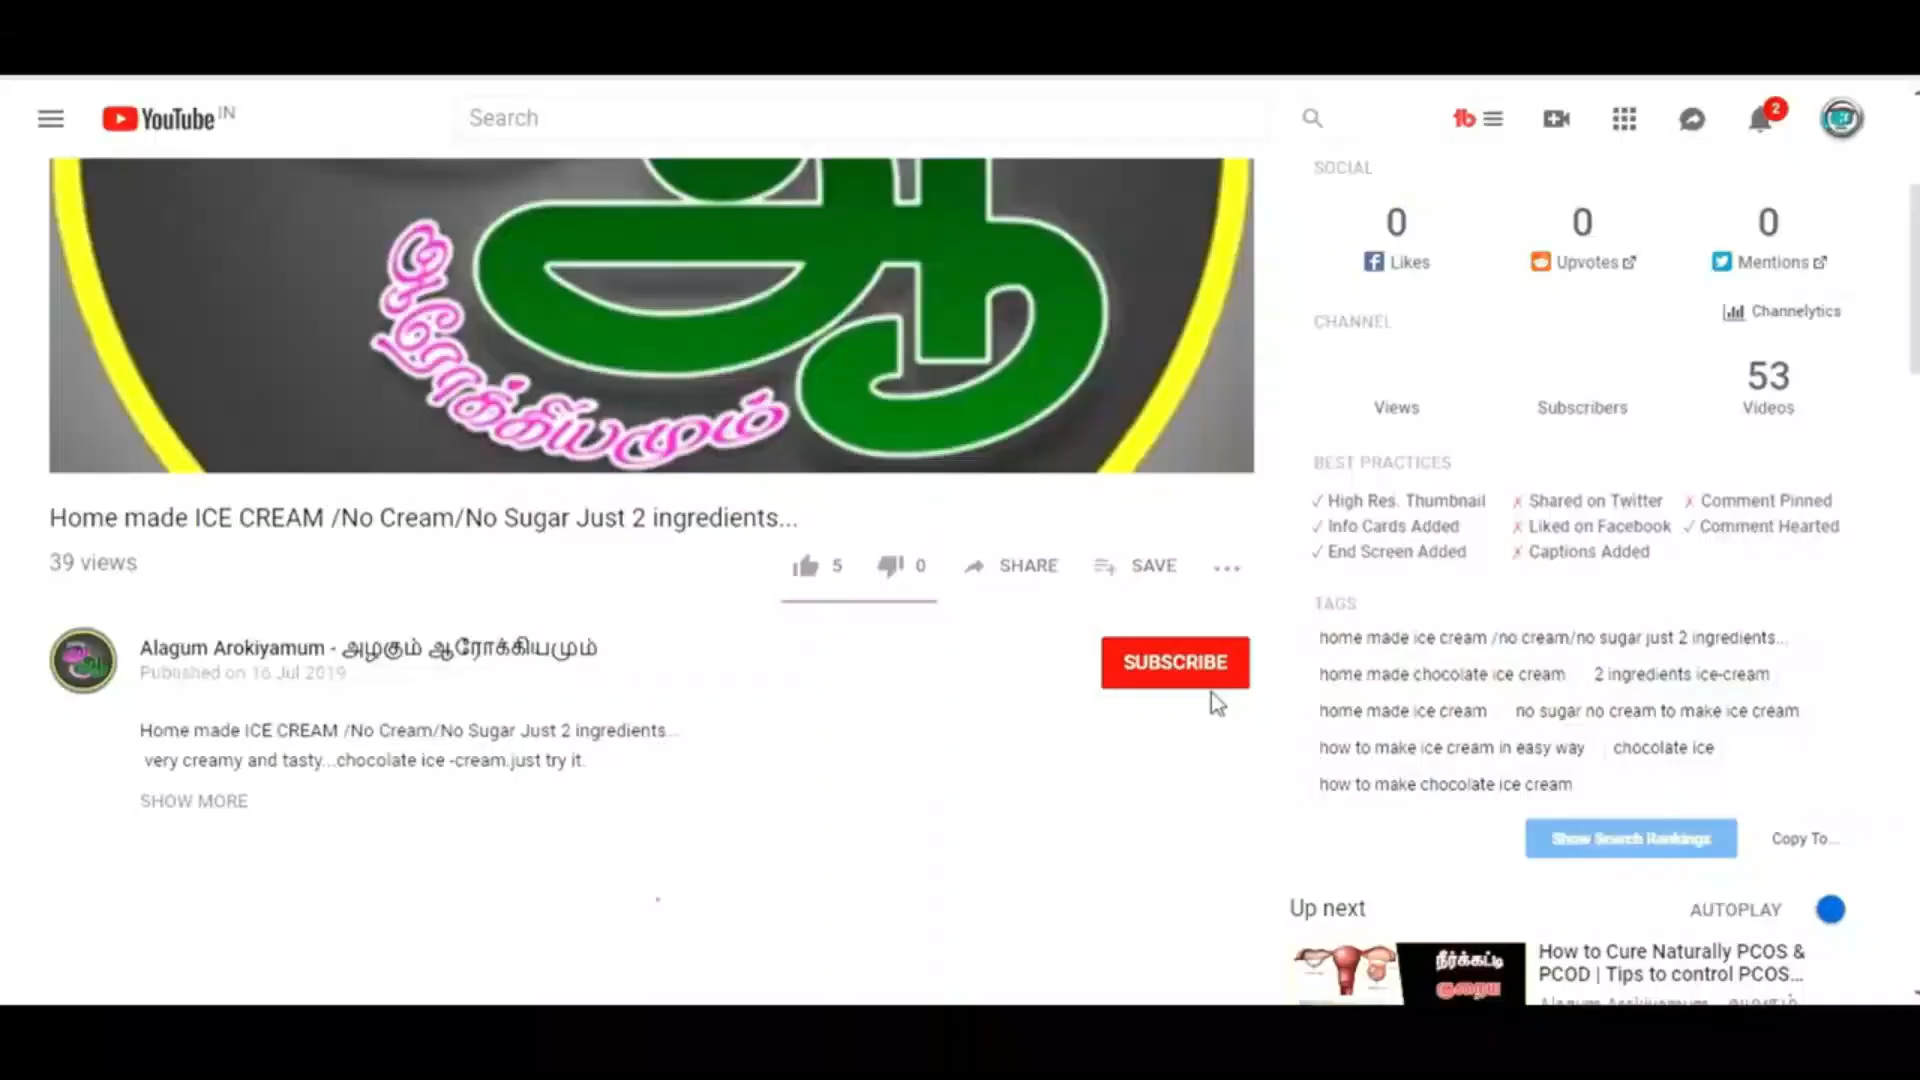 YouTube IN
Search
2
ஆரோக்கியமும்
Home made ICE CREAM /No Cream/No Sugar Just 2 ingredients...
39 views
5
0
SHARE
SAVE
Alagum Arokiyamum - அழகும் ஆரோக்கியமும்
Published on 16 Jul 2019
SUBSCRIBE
Home made ICE CREAM /No Cream/No Sugar Just 2 ingredients...
very creamy and tasty...chocolate ice -cream.just try it.
SHOW MORE
SOCIAL
0
0
0
Likes
Upvotes
Mentions
CHANNEL
Channelytics
53
Views
Subscribers
Videos
BEST PRACTICES
✓ High Res. Thumbnail ✗ Shared on Twitter ✗ Comment Pinned
✓ Info Cards Added ✗ Liked on Facebook ✓ Comment Hearted
✓ End Screen Added ✗ Captions Added
TAGS
home made ice cream /no cream/no sugar just 2 ingredients...
home made chocolate ice cream 2 ingredients ice-cream
home made ice cream no sugar no cream to make ice cream
how to make ice cream in easy way chocolate ice
how to make chocolate ice cream
Show Search Rankings
Copy To...
Up next
AUTOPLAY
நீர்க்கட்டி
குறைய
How to Cure Naturally PCOS &
PCOD | Tips to control PCOS...